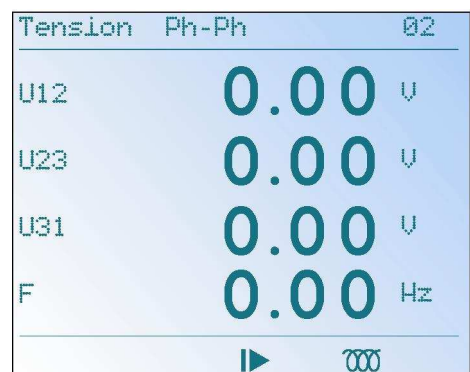 Tension Ph-Ph 02
U12 0.00 V
U23 0.00 V
U31 0.00 V
F 0.00 Hz